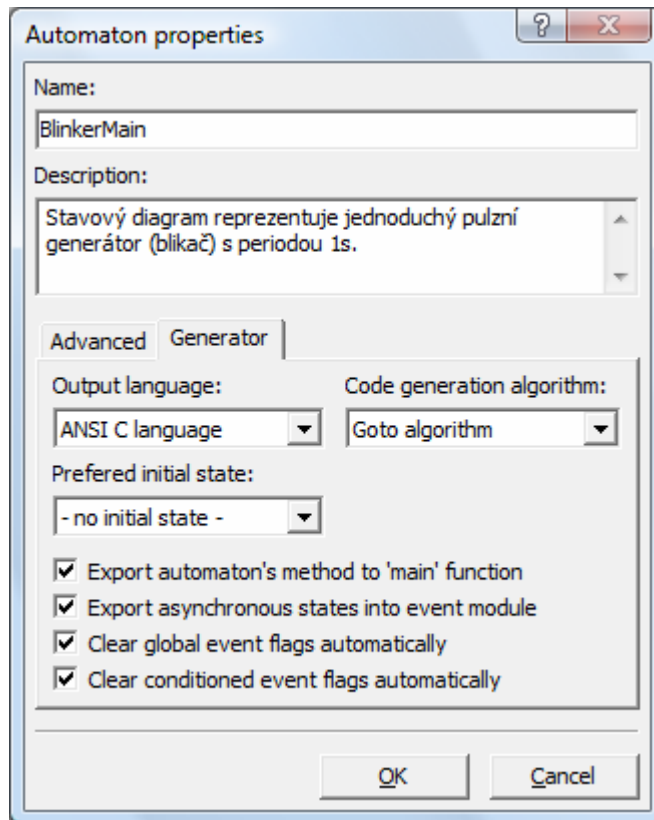 Automaton properties
Name:
BlinkerMain
Description:
Stavový diagram reprezentuje jednoduchý pulzní
generátor (blikač) s periodou 1s.
Advanced Generator
Output language: Code generation algorithm:
ANSI C language Goto algorithm
Prefered initial state:
- no initial state -
Export automaton's method to 'main' function
Export asynchronous states into event module
Clear global event flags automatically
Clear conditioned event flags automatically
OK Cancel